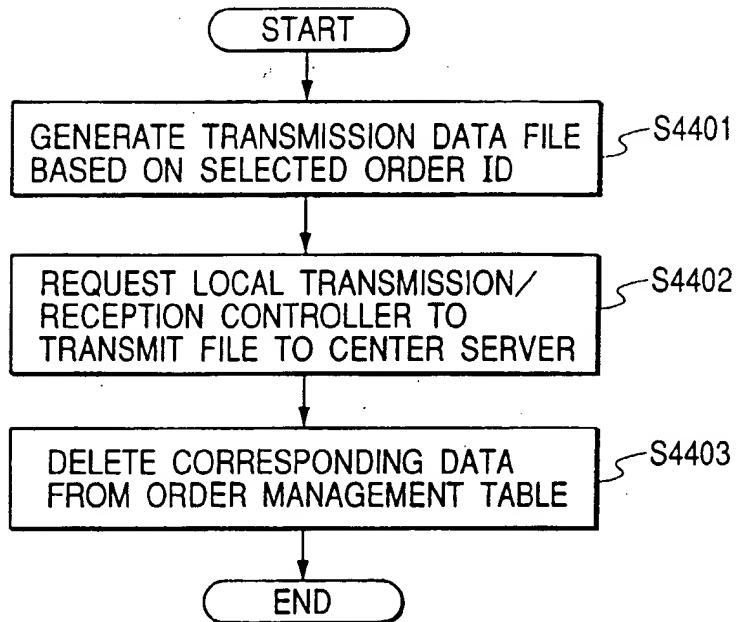 START
GENERATE TRANSMISSION DATA FILE
BASED ON SELECTED ORDER ID
S4401
REQUEST LOCAL TRANSMISSION/
RECEPTION CONTROLLER TO
TRANSMIT FILE TO CENTER SERVER
S4402
DELETE CORRESPONDING DATA
FROM ORDER MANAGEMENT TABLE
S4403
END